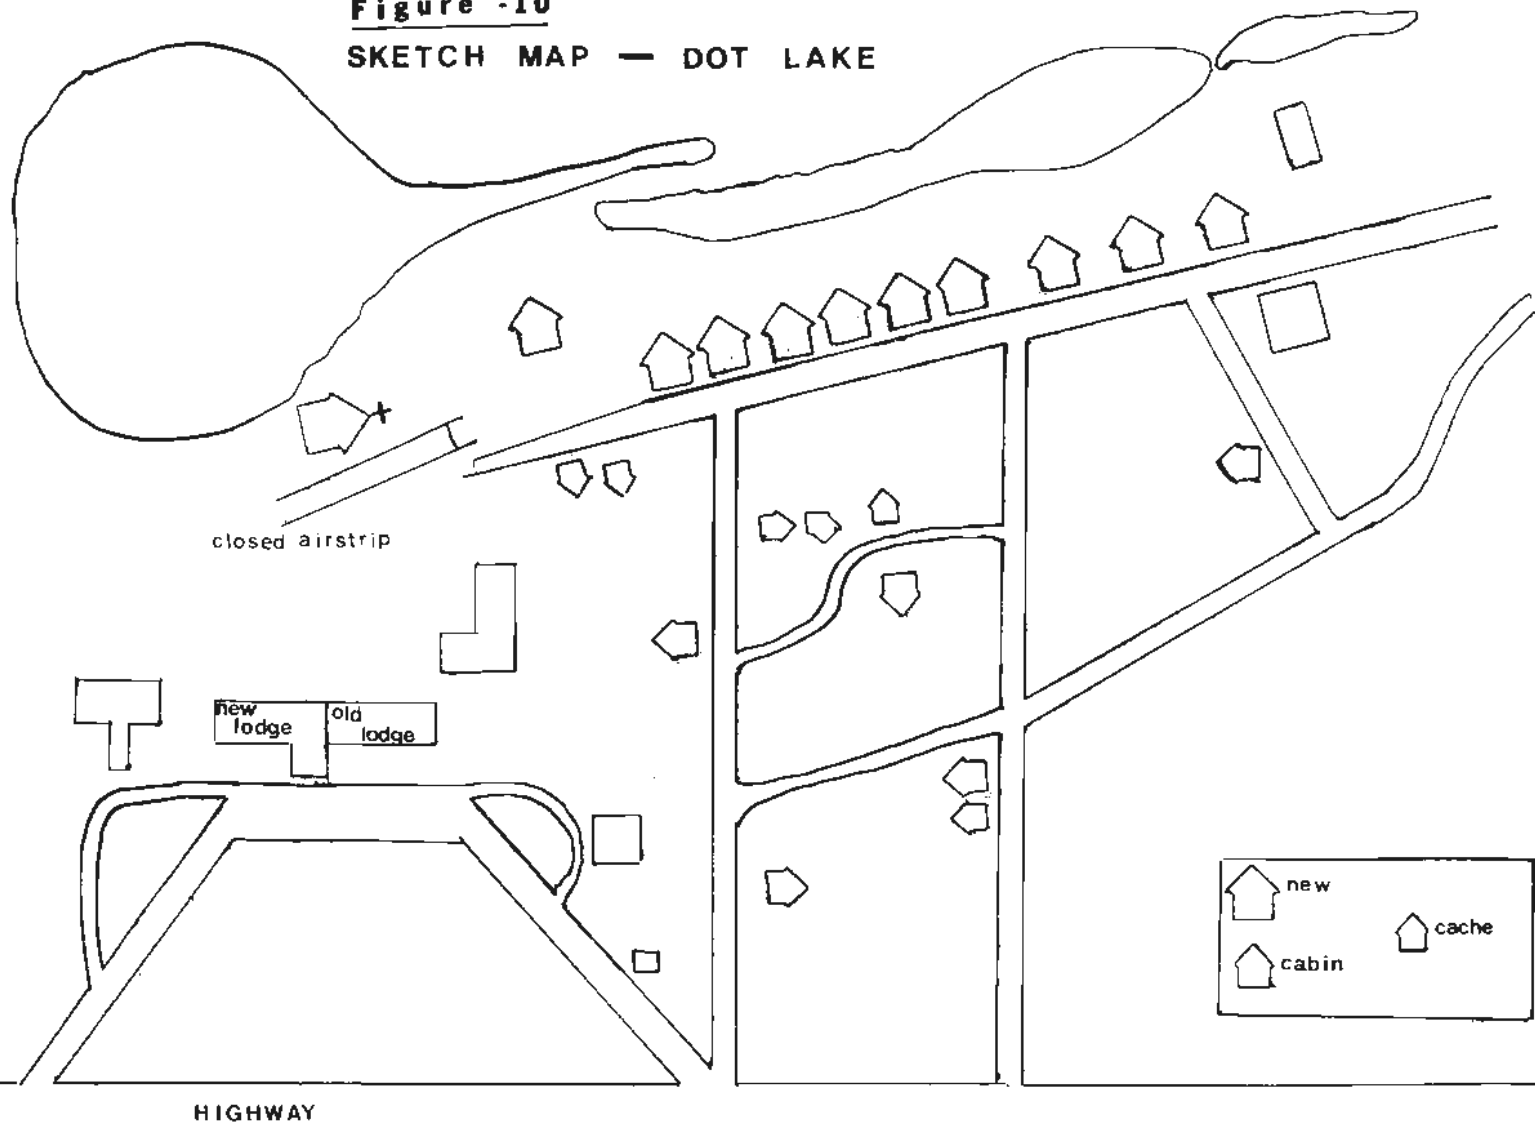 Figure -10
SKETCH MAP — DOT LAKE
closed airstrip
new
lodge
old
lodge
new
cache
cabin
HIGHWAY